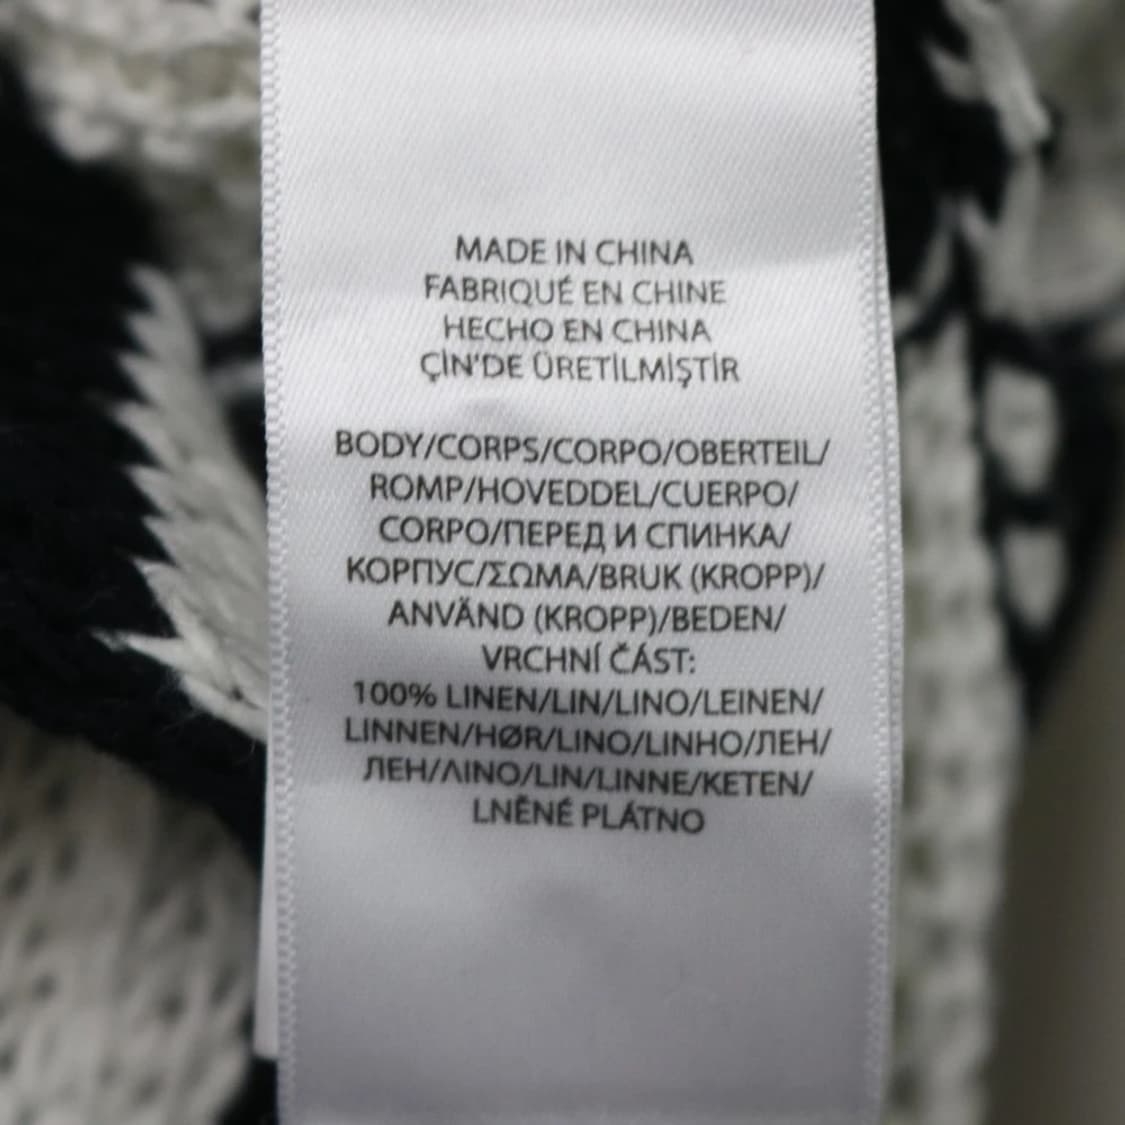 MADE IN CHINA
FABRIQUÉ EN CHINE
HECHO EN CHINA
ÇİN'DE ÜRETİLMİŞTİR
BODY/CORPS/CORPO/OBERTEIL/
ROMP/HOVEDDEL/CUERPO/
CORPO/ПЕРЕД И СПИНКА/
КОРПУС/ΣΩΜΑ/BRUK (KROPP)/
ANVÄND (KROPP)/BEDEN/
VRCHNÍ ČÁST:
100% LINEN/LIN/LINO/LEINEN/
LINNEN/HØR/LINO/LINHO/ЛЕН/
ЛЕН/ΛΙΝΟ/LIN/LINNE/KETEN/
LNĚNÉ PLÁTNO